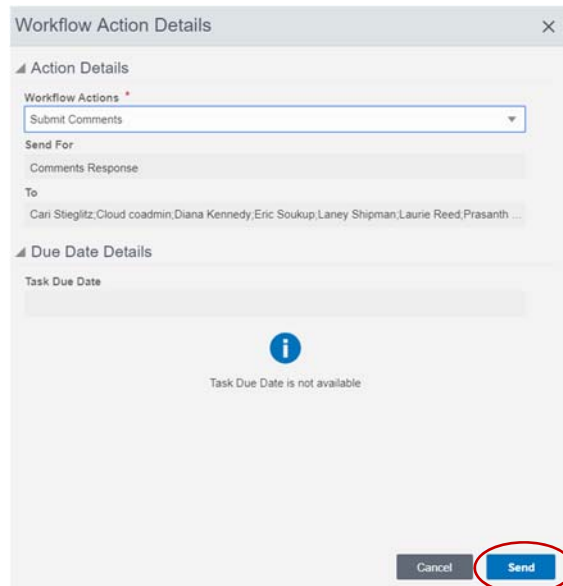 Workflow Action Details
Action Details
Workflow Actions *
Submit Comments
Send For
Comments Response
To
Cari Stieglitz;Cloud coadmin;Diana Kennedy;Eric Soukup;Laney Shipman;Laurie Reed;Prasanth ...
Due Date Details
Task Due Date
Task Due Date is not available
Cancel Send